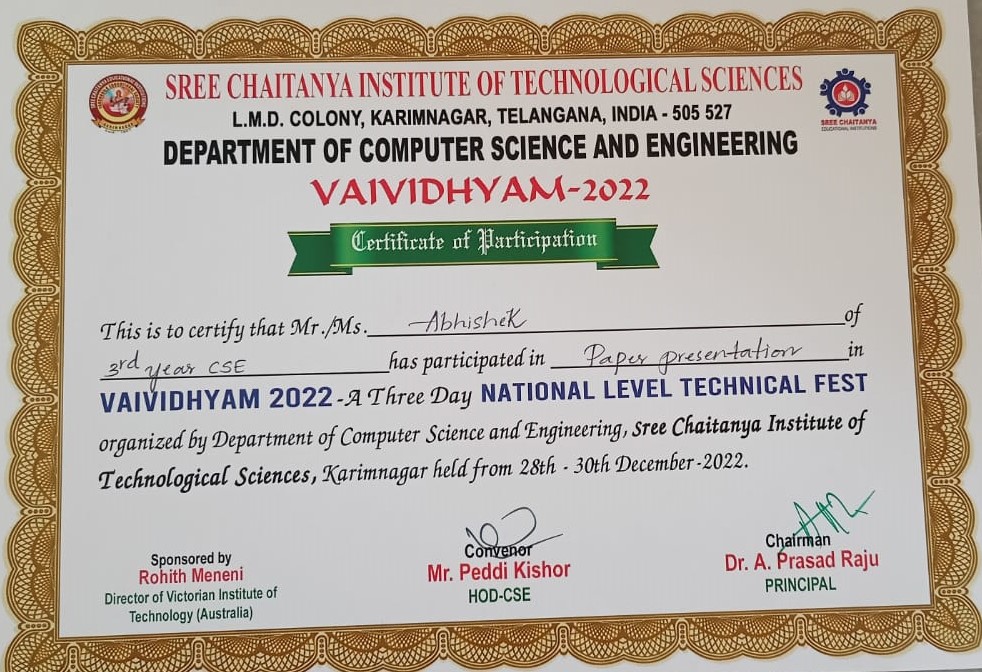 SREE CHAITANYA INSTITUTE OF TECHNOLOGICAL SCIENCES
L.M.D. COLONY, KARIMNAGAR, TELANGANA, INDIA - 505 527
DEPARTMENT OF COMPUTER SCIENCE AND ENGINEERING
SREE CHAITANYA
EDUCATIONAL INSTITUTIONS
VAIVIDHYAM-2022
Certificate of Participation
This is to certify that Mr./Ms. Abhishek of
3rd year CSE has participated in Paper presentation in
VAIVIDHYAM 2022 - A Three Day NATIONAL LEVEL TECHNICAL FEST
organized by Department of Computer Science and Engineering, Sree Chaitanya Institute of
Technological Sciences, Karimnagar held from 28th - 30th December-2022.
Sponsored by
Rohith Meneni
Director of Victorian Institute of
Technology (Australia)
Convenor
Mr. Peddi Kishor
HOD-CSE
Chairman
Dr. A. Prasad Raju
PRINCIPAL